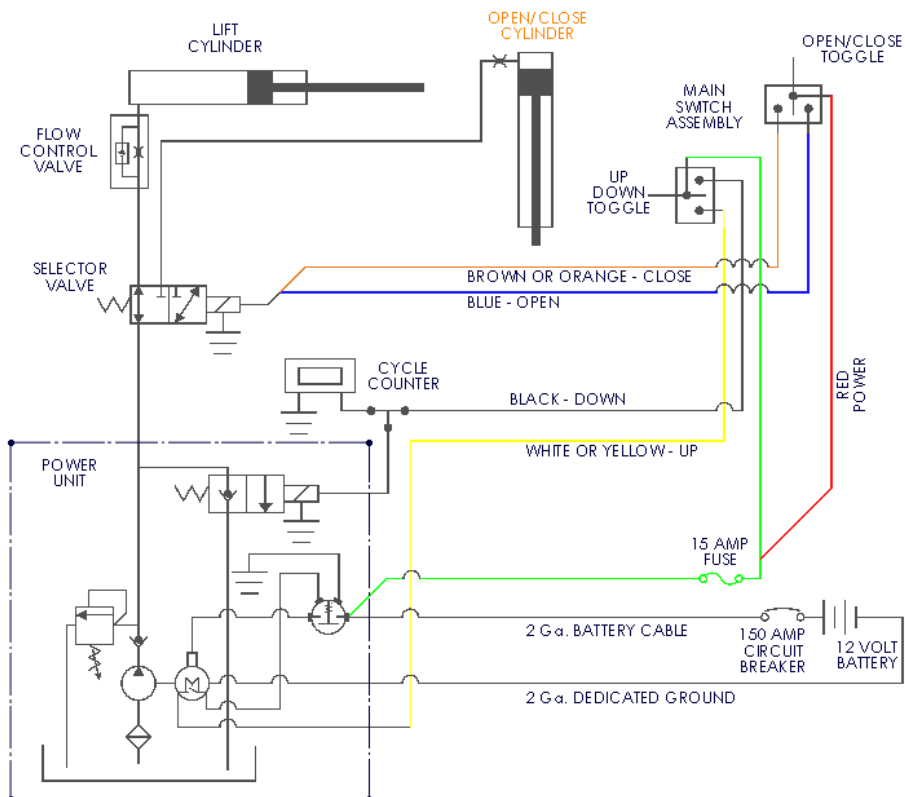 LIFT
CYLINDER
OPEN/CLOSE
CYLINDER
OPEN/CLOSE
TOGGLE
MAIN
SWITCH
ASSEMBLY
FLOW
CONTROL
VALVE
UP
DOWN
TOGGLE
SELECTOR
VALVE
BROWN OR ORANGE - CLOSE
BLUE - OPEN
CYCLE
COUNTER
BLACK - DOWN
RED
POWER
WHITE OR YELLOW - UP
POWER
UNIT
15 AMP
FUSE
2 Ga. BATTERY CABLE
150 AMP
CIRCUIT
BREAKER
12 VOLT
BATTERY
M
2 Ga. DEDICATED GROUND